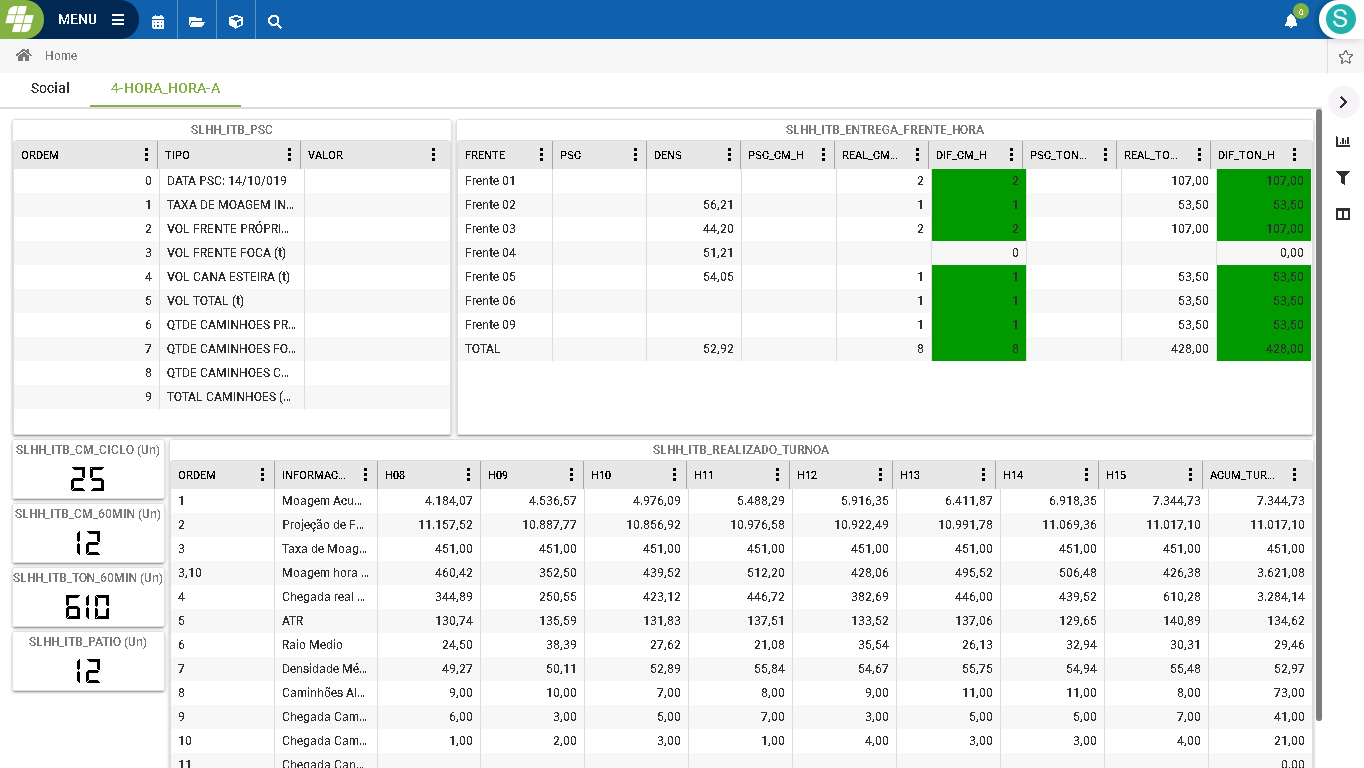 MENU
0
S
Home
Social 4-HORA_HORA-A
SLHH_ITB_PSC
ORDEM TIPO VALOR
0 DATA PSC: 14/10/019
1 TAXA DE MOAGEM IN...
2 VOL FRENTE PRÓPRI...
3 VOL FRENTE FOCA (t)
4 VOL CANA ESTEIRA (t)
5 VOL TOTAL (t)
6 QTDE CAMINHOES PR...
7 QTDE CAMINHOES FO...
8 QTDE CAMINHOES C...
9 TOTAL CAMINHOES (...
SLHH_ITB_ENTREGA_FRENTE_HORA
FRENTE PSC DENS PSC_CM_H REAL_CM... DIF_CM_H PSC_TON... REAL_TO... DIF_TON_H
Frente 01 2 2 107,00 107,00
Frente 02 56,21 1 1 53,50 53,50
Frente 03 44,20 2 2 107,00 107,00
Frente 04 51,21 0 0,00
Frente 05 54,05 1 1 53,50 53,50
Frente 06 1 1 53,50 53,50
Frente 09 1 1 53,50 53,50
TOTAL 52,92 8 8 428,00 428,00
SLHH_ITB_CM_CICLO (Un)
25
SLHH_ITB_CM_60MIN (Un)
12
SLHH_ITB_TON_60MIN (Un)
610
SLHH_ITB_PATIO (Un)
12
SLHH_ITB_REALIZADO_TURNOA
ORDEM INFORMAC... H08 H09 H10 H11 H12 H13 H14 H15 ACUM_TUR...
1 Moagem Acu... 4.184,07 4.536,57 4.976,09 5.488,29 5.916,35 6.411,87 6.918,35 7.344,73 7.344,73
2 Projeção de F... 11.157,52 10.887,77 10.856,92 10.976,58 10.922,49 10.991,78 11.069,36 11.017,10 11.017,10
3 Taxa de Moag... 451,00 451,00 451,00 451,00 451,00 451,00 451,00 451,00 451,00
3,10 Moagem hora ... 460,42 352,50 439,52 512,20 428,06 495,52 506,48 426,38 3.621,08
4 Chegada real ... 344,89 250,55 423,12 446,72 382,69 446,00 439,52 610,28 3.284,14
5 ATR 130,74 135,59 131,83 137,51 133,52 137,06 129,65 140,89 134,62
6 Raio Medio 24,50 38,39 27,62 21,08 35,54 26,13 32,94 30,31 29,46
7 Densidade Mé... 49,27 50,11 52,89 55,84 54,67 55,75 54,94 55,48 52,97
8 Caminhões Al... 9,00 10,00 7,00 8,00 9,00 11,00 11,00 8,00 73,00
9 Chegada Cam... 6,00 3,00 5,00 7,00 3,00 5,00 5,00 7,00 41,00
10 Chegada Cam... 1,00 2,00 3,00 1,00 4,00 3,00 3,00 4,00 21,00
11 Chegada Can... 0,00